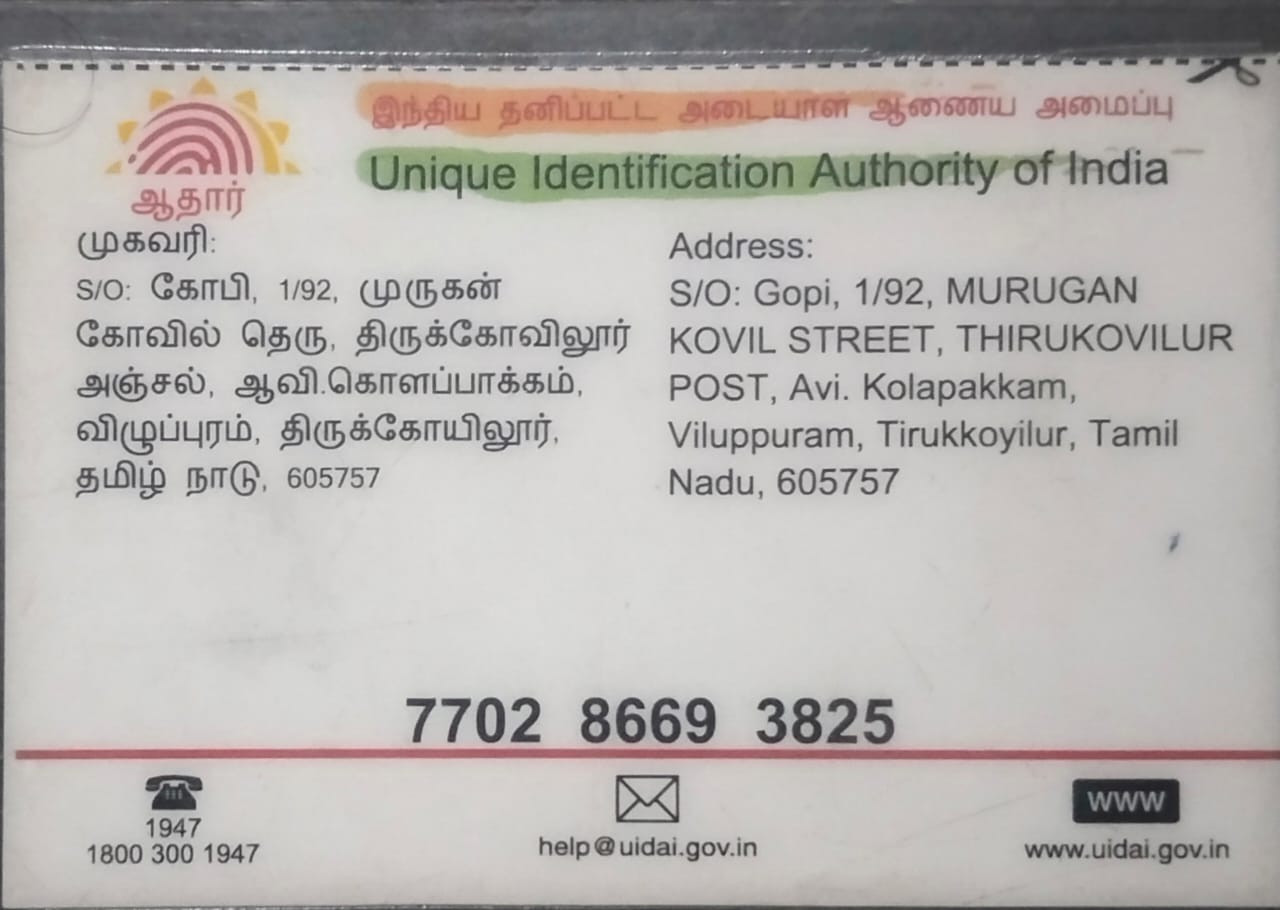 இந்திய தனிப்பட்ட அடையாள ஆணைய அமைப்பு
Unique Identification Authority of India
ஆதார்
முகவரி:
S/O: கோபி, 1/92, முருகன்
கோவில் தெரு, திருக்கோவிலூர்
அஞ்சல், ஆவி.கொளப்பாக்கம்,
விழுப்புரம், திருக்கோயிலூர்,
தமிழ் நாடு, 605757
Address:
S/O: Gopi, 1/92, MURUGAN
KOVIL STREET, THIRUKOVILUR
POST, Avi. Kolapakkam,
Viluppuram, Tirukkoyilur, Tamil
Nadu, 605757
7702 8669 3825
1947
1800 300 1947
help@uidai.gov.in
www
www.uidai.gov.in